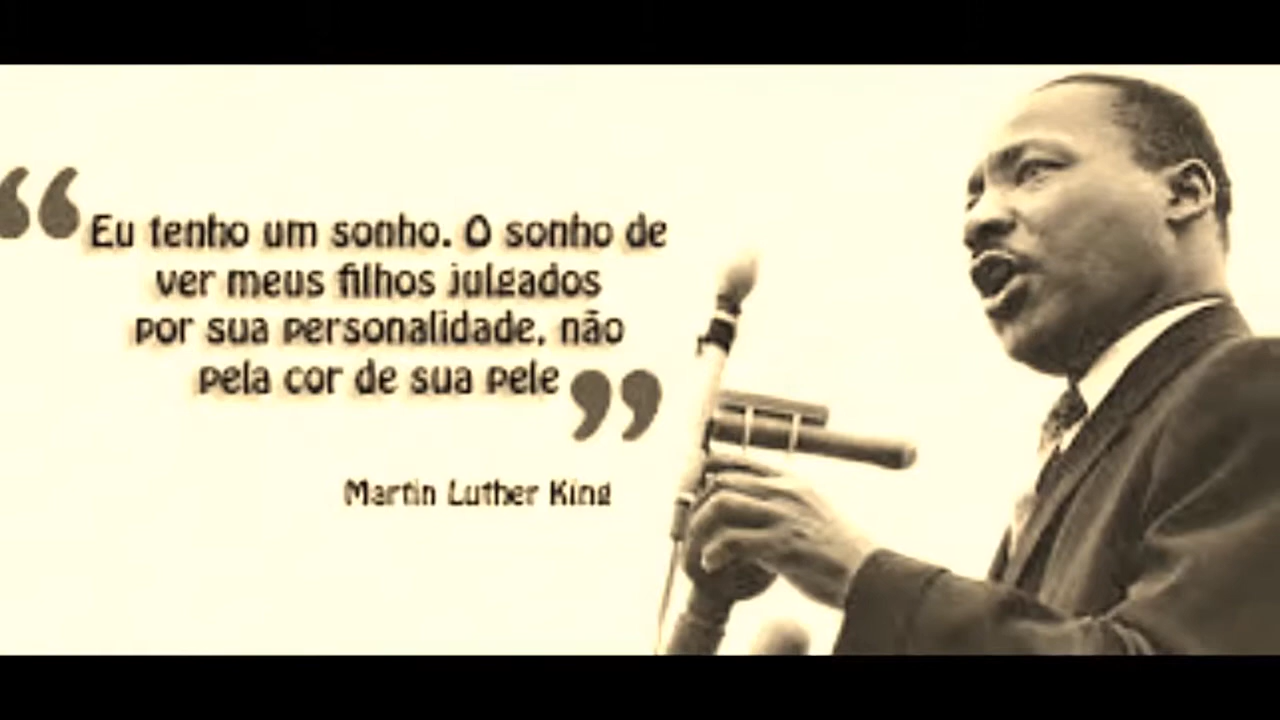 “Eu tenho um sonho. O sonho de
ver meus filhos julgados
por sua personalidade, não
pela cor de sua pele”
Martin Luther King